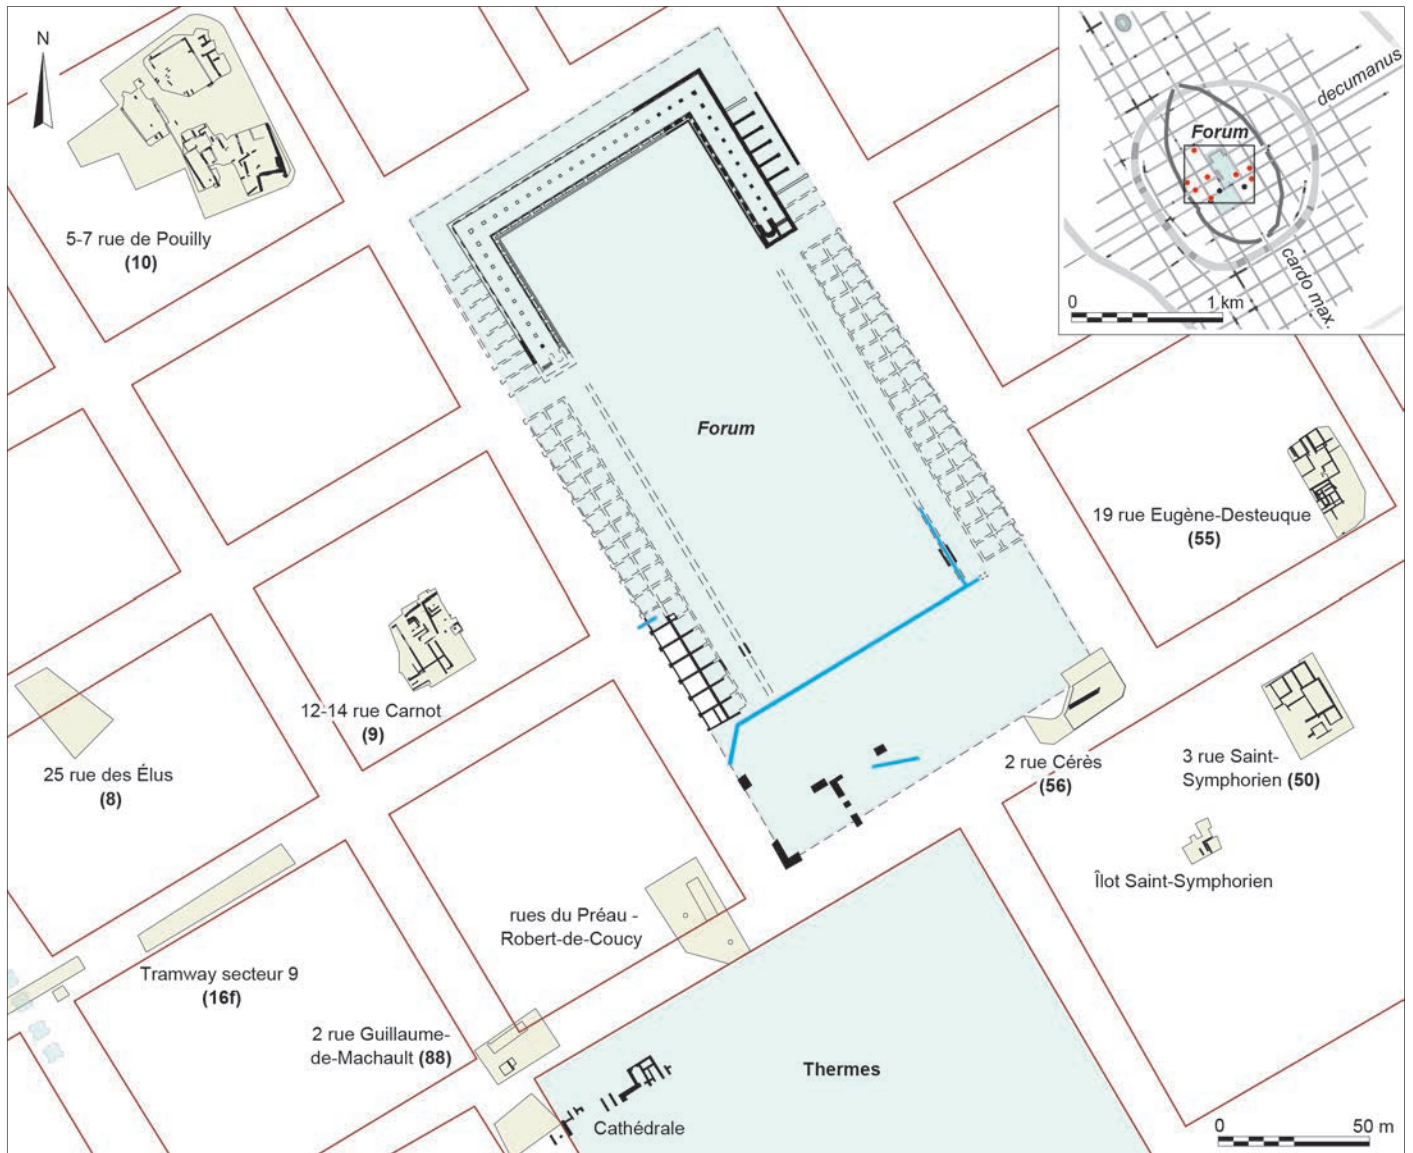 N
decumanus
Forum
cardo max.
0
1 km
5-7 rue de Pouilly
(10)
Forum
19 rue Eugène-Desteuque
(55)
12-14 rue Carnot
(9)
25 rue des Élus
(8)
2 rue Cérès
(56)
3 rue Saint-
Symphorien (50)
Îlot Saint-Symphorien
rues du Préau -
Robert-de-Coucy
Tramway secteur 9
(16f)
2 rue Guillaume-
de-Machault (88)
Thermes
Cathédrale
0
50 m